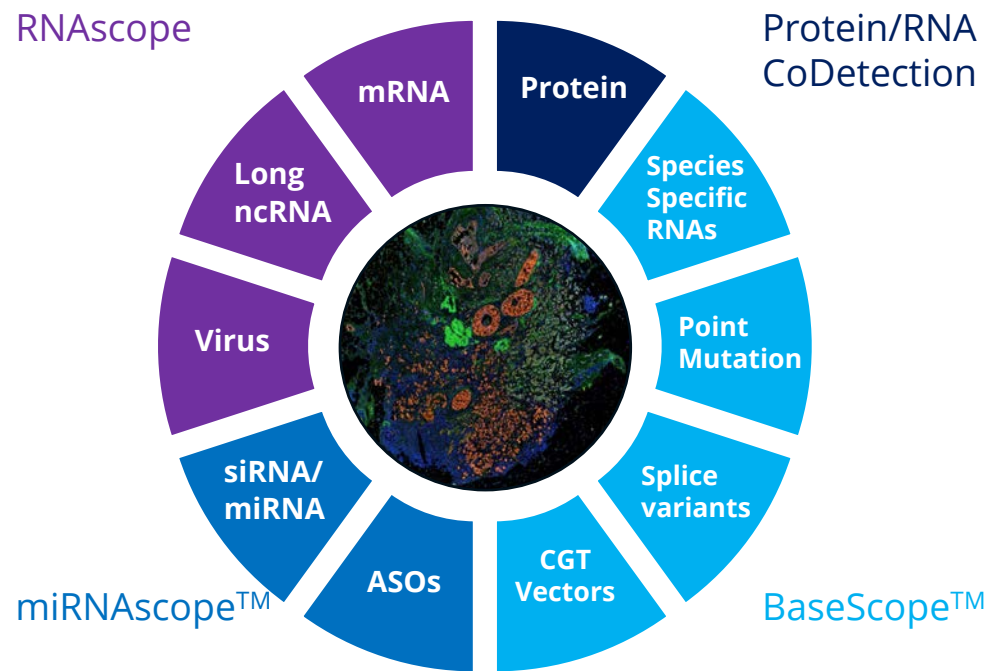 RNAscope
Protein/RNA
CoDetection
mRNA
Protein
Long
ncRNA
Species
Specific
RNAs
Virus
Point
Mutation
siRNA/
miRNA
Splice
variants
ASOs
CGT
Vectors
miRNAscope™
BaseScope™